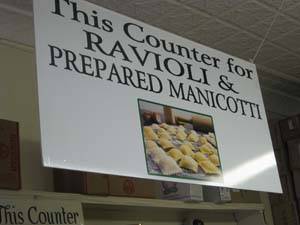 This Counter for
RAVIOLI &
PREPARED MANICOTTI
This Counter